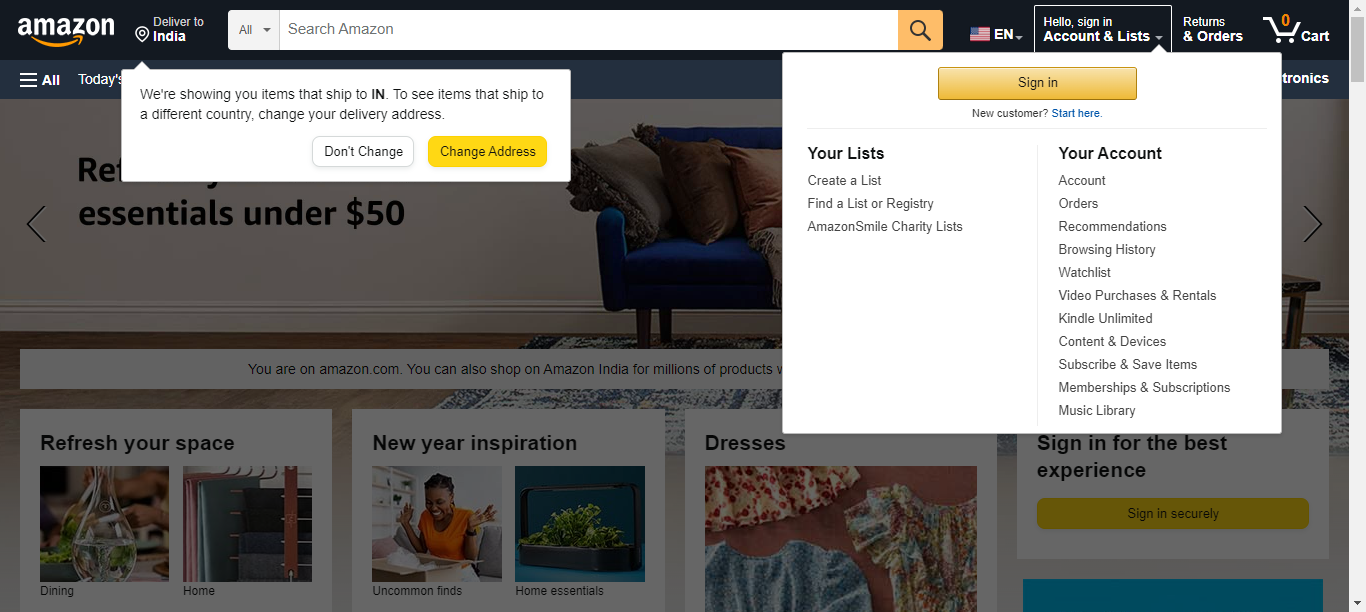 amazon
Deliver to
India
All
Search Amazon
EN
Hello, sign in
Account & Lists
Returns
& Orders
0
Cart
All
Today's
We're showing you items that ship to IN. To see items that ship to
a different country, change your delivery address.
Don't Change
Change Address
Sign in
New customer? Start here.
Your Lists
Create a List
Find a List or Registry
AmazonSmile Charity Lists
Your Account
Account
Orders
Recommendations
Browsing History
Watchlist
Video Purchases & Rentals
Kindle Unlimited
Content & Devices
Subscribe & Save Items
Memberships & Subscriptions
Music Library
essentials under $50
You are on amazon.com. You can also shop on Amazon India for millions of products
Refresh your space
Dining
Home
New year inspiration
Uncommon finds
Home essentials
Dresses
Sign in for the best
experience
Sign in securely